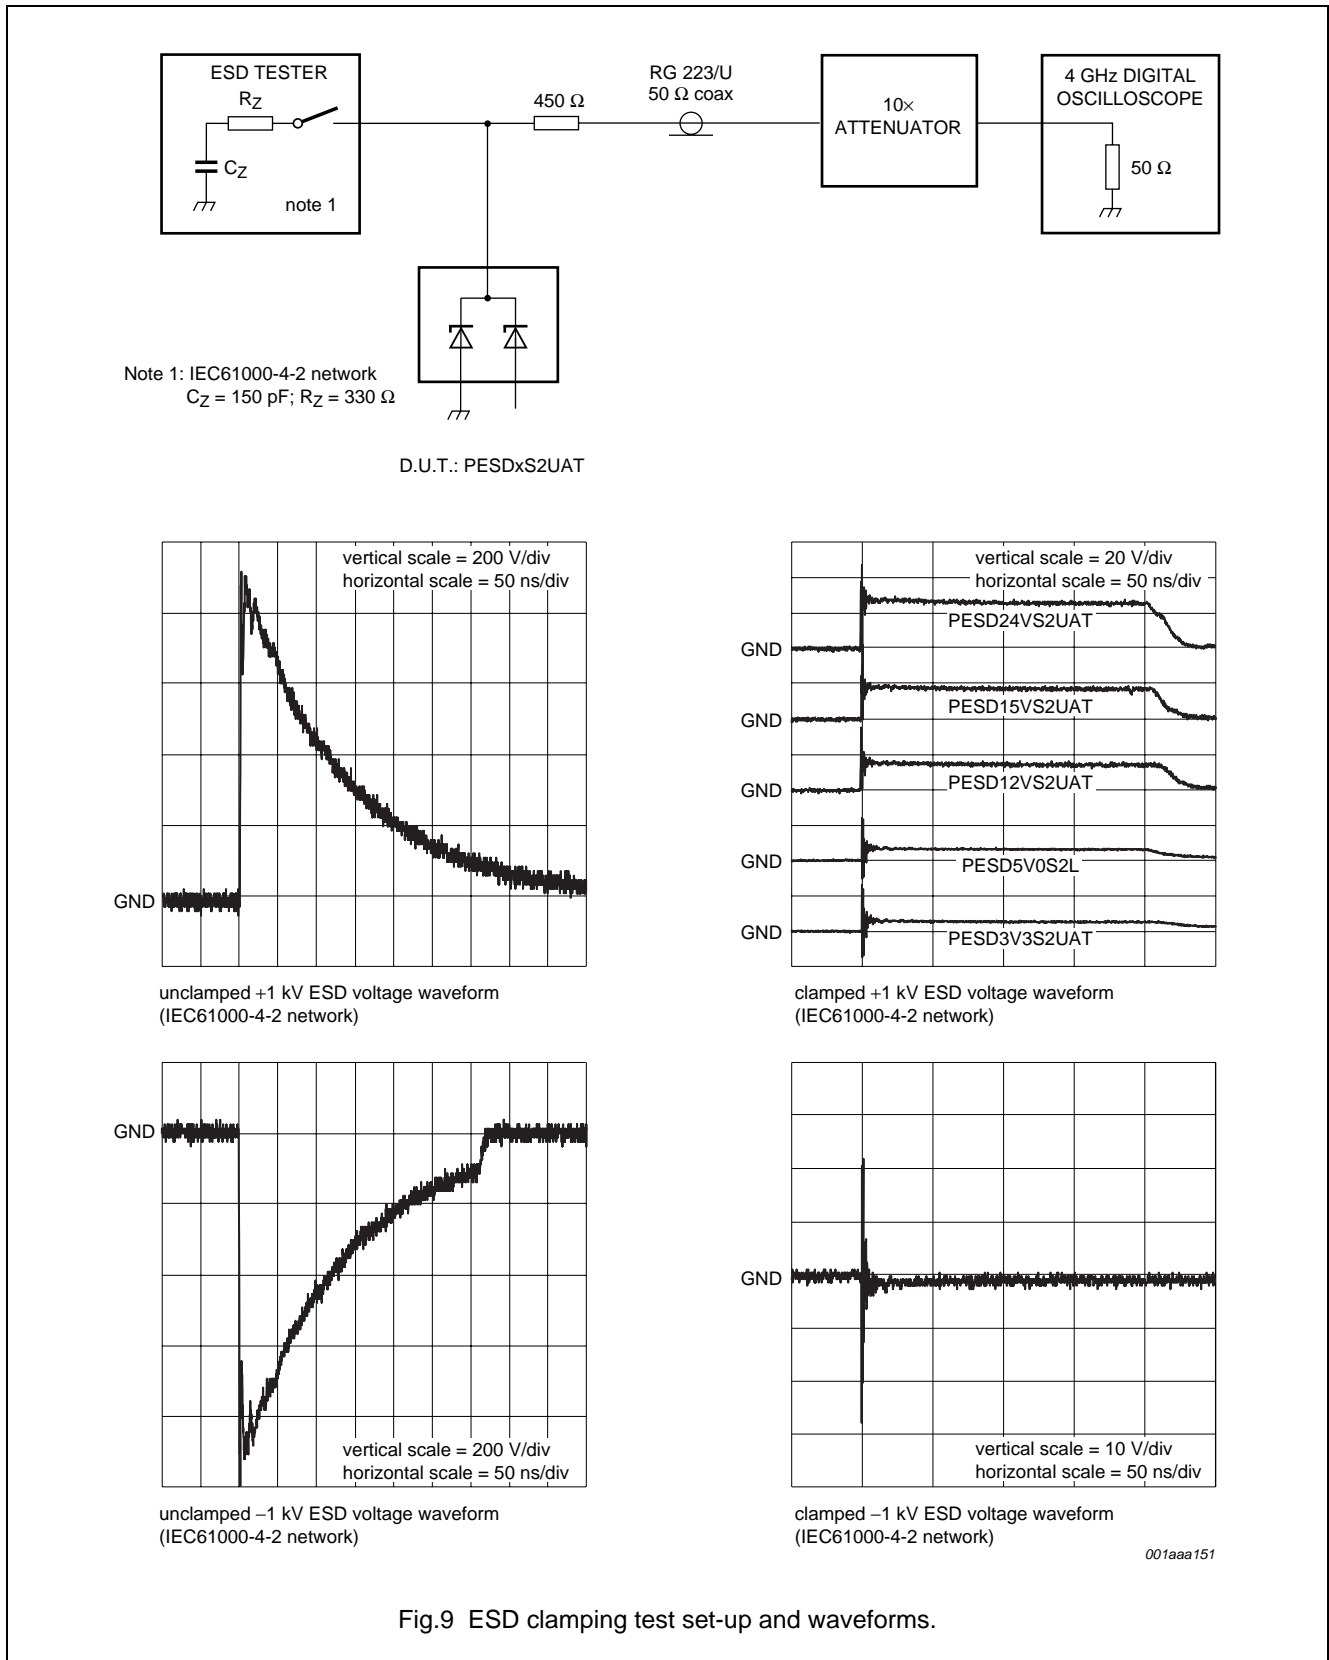 ESD TESTER
RZ
CZ
note 1
450 Ω
RG 223/U
50 Ω coax
10×
ATTENUATOR
4 GHz DIGITAL
OSCILLOSCOPE
50 Ω
Note 1: IEC61000-4-2 network
CZ = 150 pF; RZ = 330 Ω
D.U.T.: PESDxS2UAT
vertical scale = 200 V/div
horizontal scale = 50 ns/div
GND
unclamped +1 kV ESD voltage waveform
(IEC61000-4-2 network)
vertical scale = 20 V/div
horizontal scale = 50 ns/div
PESD24VS2UAT
GND
PESD15VS2UAT
GND
PESD12VS2UAT
GND
PESD5V0S2L
GND
PESD3V3S2UAT
GND
clamped +1 kV ESD voltage waveform
(IEC61000-4-2 network)
GND
vertical scale = 200 V/div
horizontal scale = 50 ns/div
unclamped −1 kV ESD voltage waveform
(IEC61000-4-2 network)
GND
vertical scale = 10 V/div
horizontal scale = 50 ns/div
clamped −1 kV ESD voltage waveform
(IEC61000-4-2 network)
001aaa151
Fig.9 ESD clamping test set-up and waveforms.